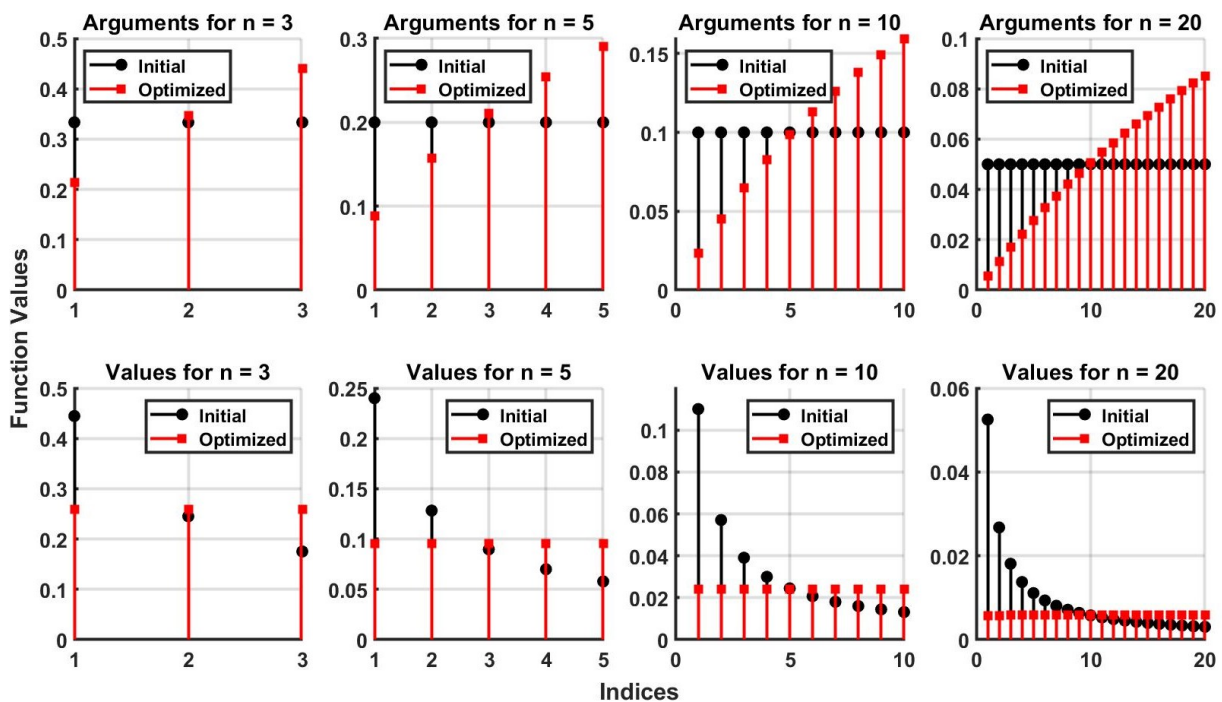 Arguments for n = 3
0.5
0.4
0.3
0.2
0.1
0
1
2
3
Initial
Optimized
Arguments for n = 5
0.3
0.2
0.1
0
1
2
3
4
5
Initial
Optimized
Arguments for n = 10
0.15
0.1
0.05
0
0
5
10
Initial
Optimized
Arguments for n = 20
0.1
0.08
0.06
0.04
0.02
0
0
10
20
Initial
Optimized
Function Values
Values for n = 3
0.5
0.4
0.3
0.2
0.1
0
1
2
3
Initial
Optimized
Values for n = 5
0.25
0.2
0.15
0.1
0.05
0
1
2
3
4
5
Initial
Optimized
Values for n = 10
0.1
0.08
0.06
0.04
0.02
0
0
5
10
Initial
Optimized
Values for n = 20
0.06
0.04
0.02
0
0
10
20
Initial
Optimized
Indices